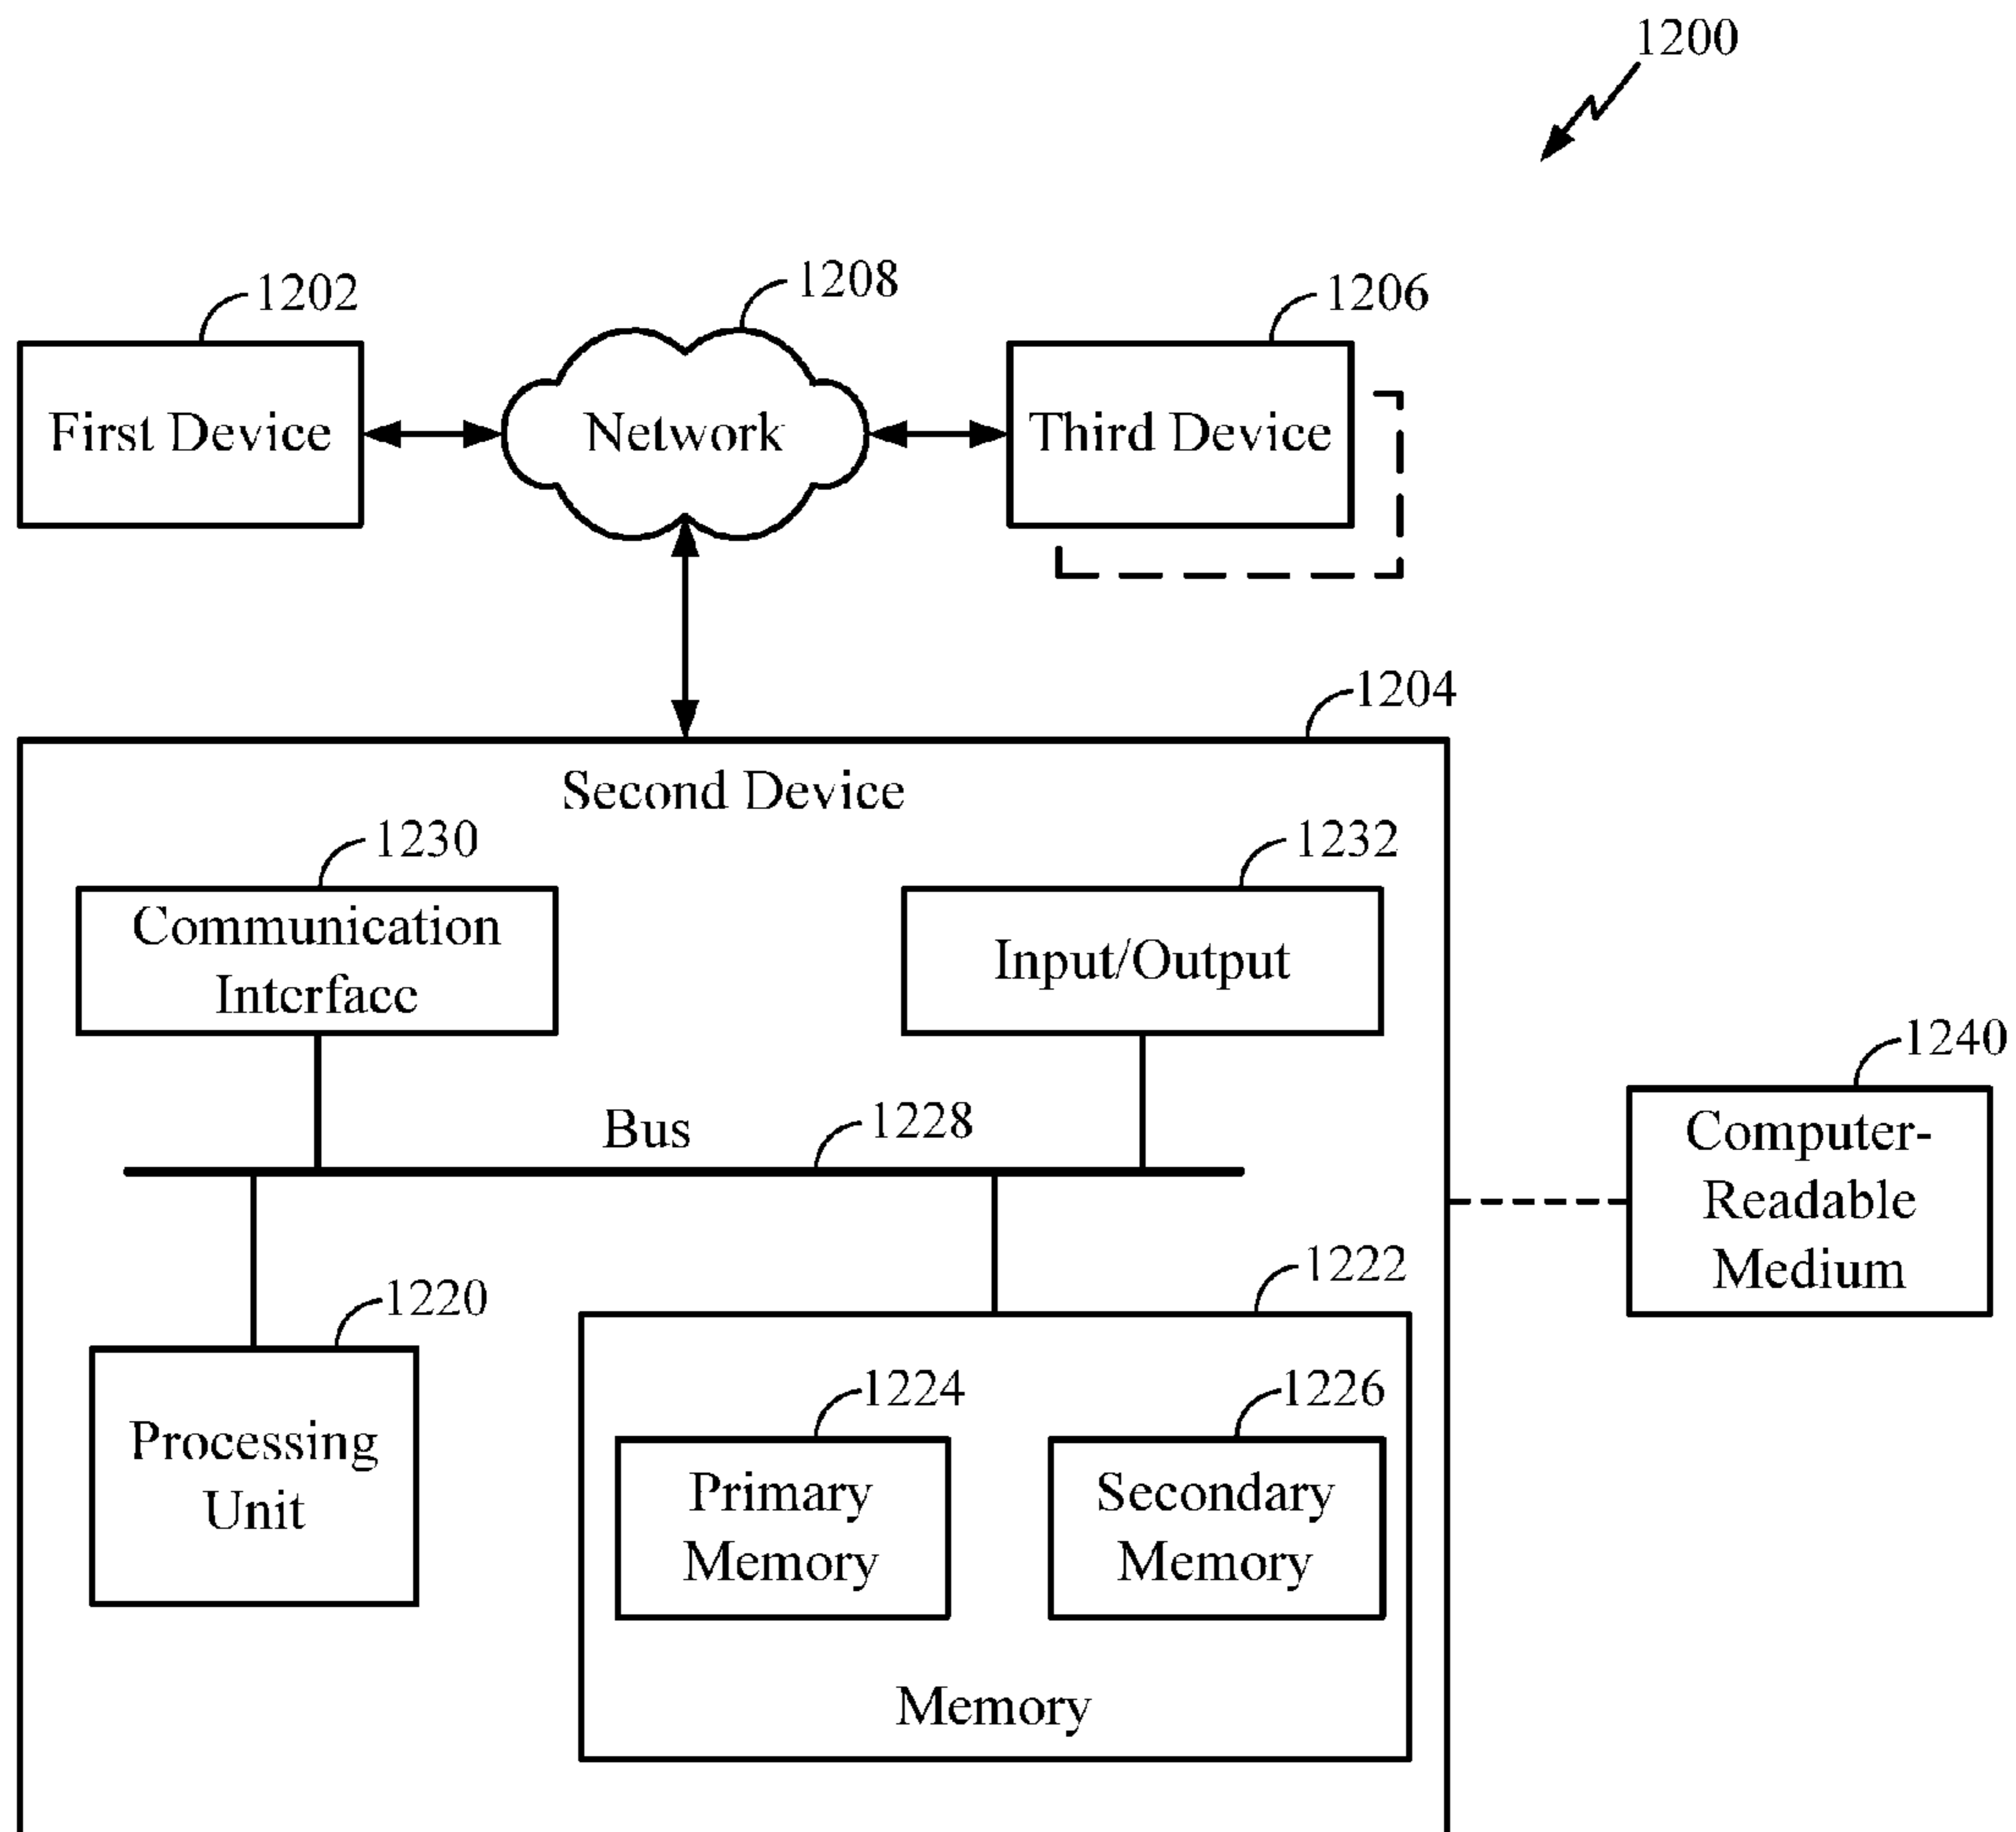 1200
1202
1208
1206
First Device
Network
Third Device
1204
Second Device
1230
1232
Communication
Interface
Input/Output
1240
Bus
1228
Computer-
Readable
Medium
1222
1220
1224
1226
Processing
Unit
Primary
Memory
Secondary
Memory
Memory